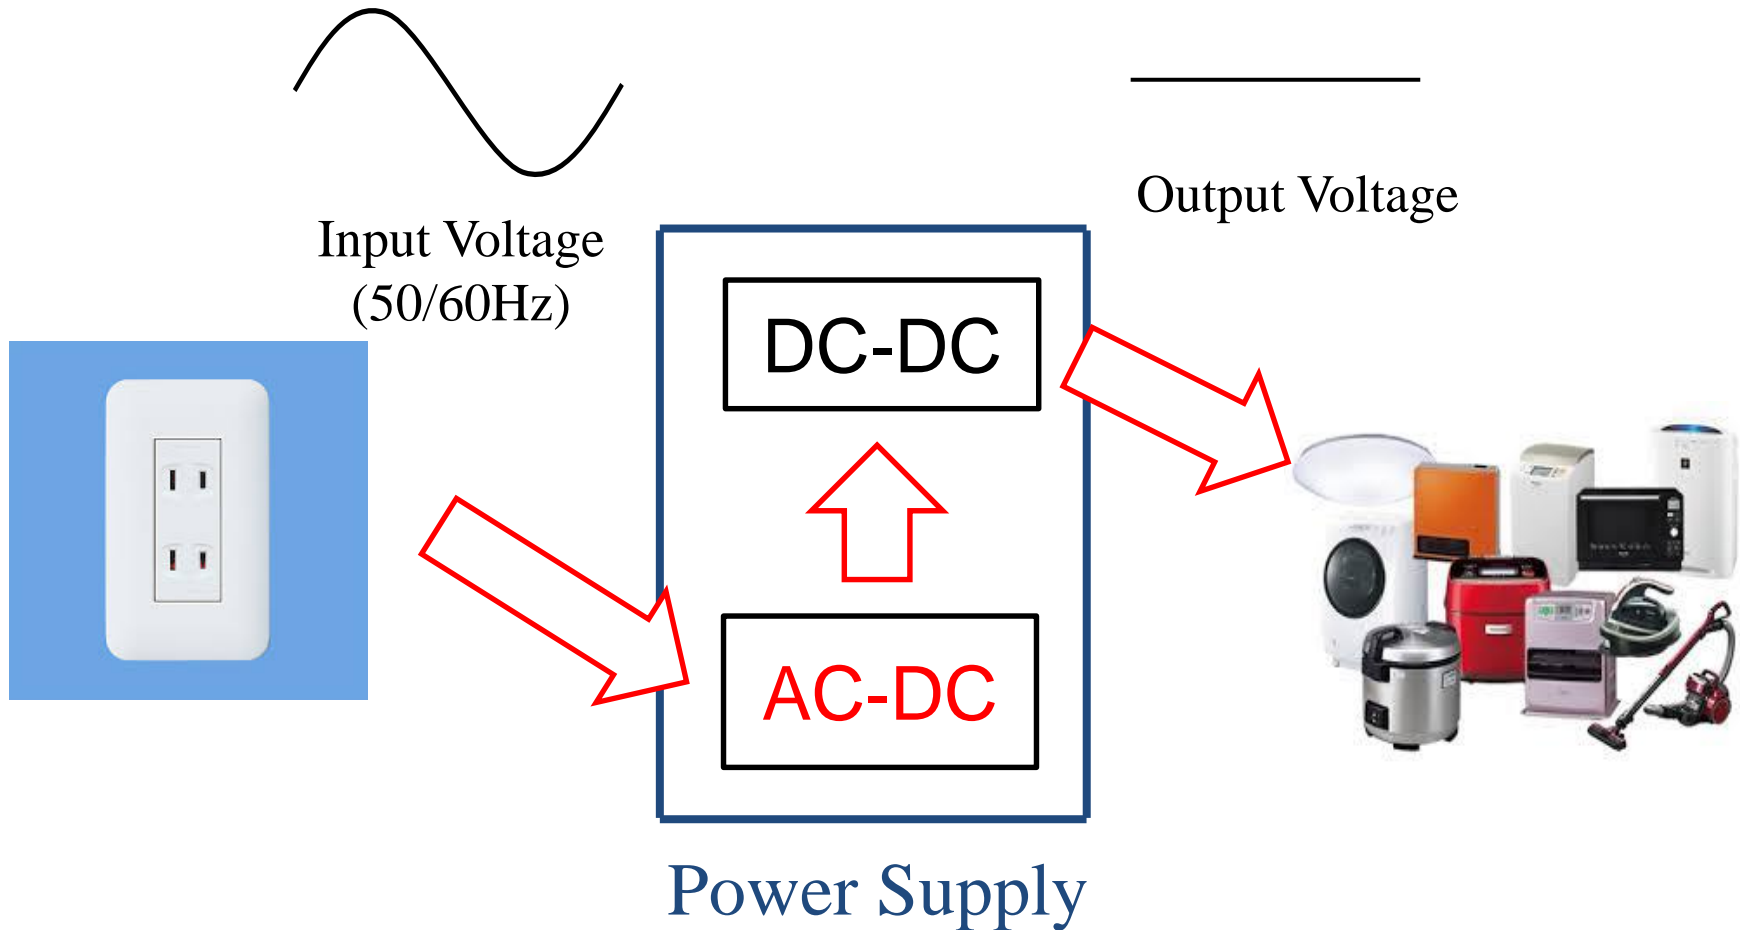 Input Voltage
(50/60Hz)
Output Voltage
DC-DC
AC-DC
Power Supply